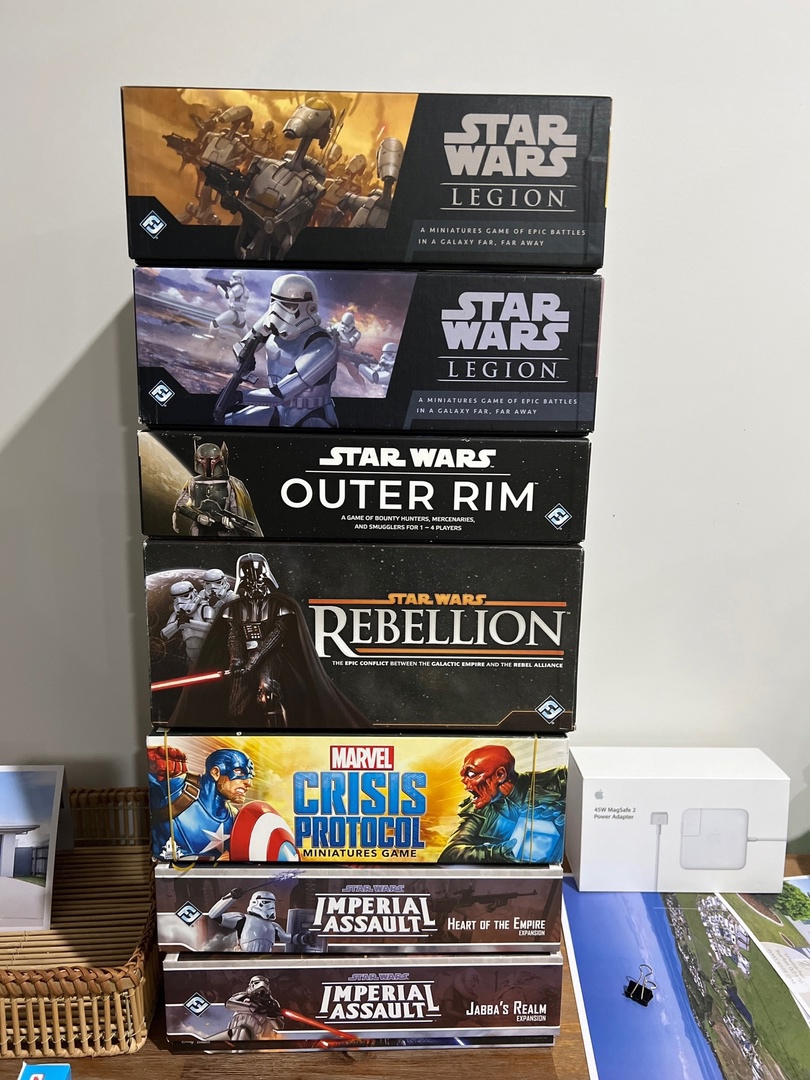 STAR
WARS
LEGION
A MINIATURES GAME OF EPIC BATTLES
IN A GALAXY FAR, FAR AWAY
STAR
WARS
LEGION
A MINIATURES GAME OF EPIC BATTLES
IN A GALAXY FAR, FAR AWAY
STAR WARS
OUTER RIM
A GAME OF BOUNTY HUNTERS, MERCENARIES,
AND SMUGGLERS FOR 1 – 4 PLAYERS
STAR WARS
REBELLION
THE EPIC CONFLICT BETWEEN THE GALACTIC EMPIRE AND THE REBEL ALLIANCE
MARVEL
CRISIS
PROTOCOL
MINIATURES GAME
45W MagSafe 2
Power Adapter
STAR WARS
IMPERIAL
ASSAULT
HEART OF THE EMPIRE
EXPANSION
STAR WARS
IMPERIAL
ASSAULT
JABBA'S REALM
EXPANSION